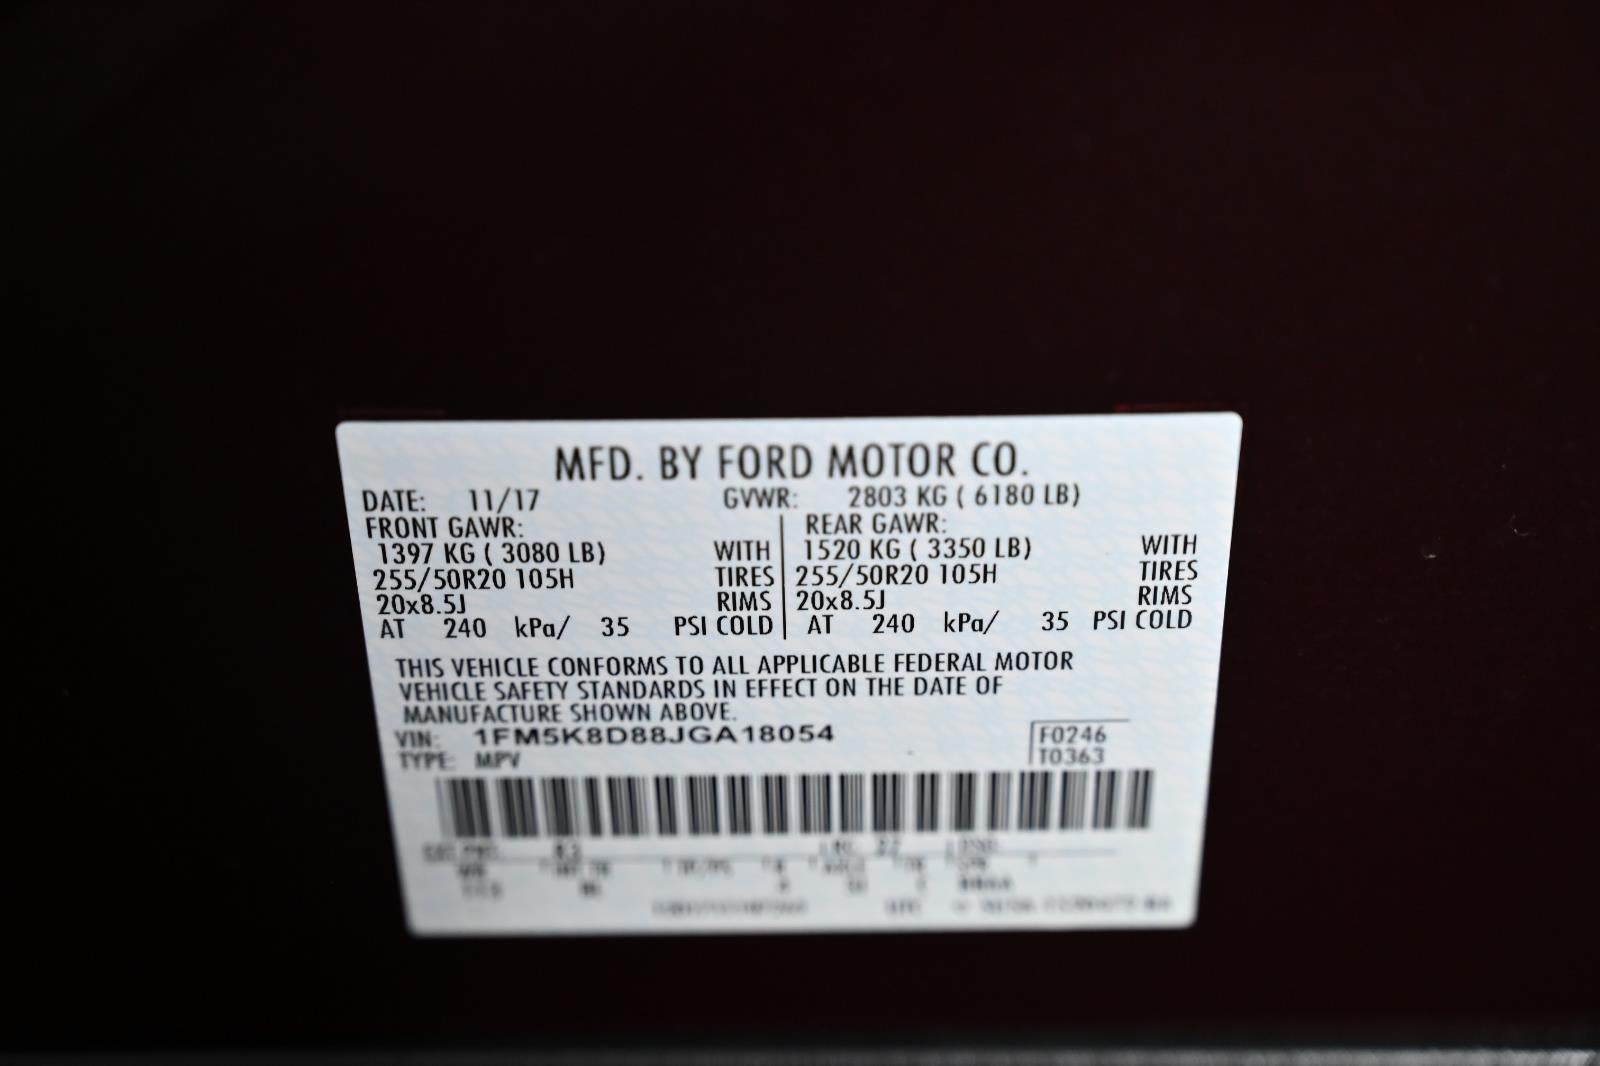 MFD. BY FORD MOTOR CO.
DATE: 11/17 GVWR: 2803 KG ( 6180 LB)
FRONT GAWR: REAR GAWR:
1397 KG ( 3080 LB) WITH 1520 KG ( 3350 LB) WITH
255/50R20 105H TIRES 255/50R20 105H TIRES
20x8.5J RIMS 20x8.5J RIMS
AT 240 kPa/ 35 PSI COLD AT 240 kPa/ 35 PSI COLD
THIS VEHICLE CONFORMS TO ALL APPLICABLE FEDERAL MOTOR
VEHICLE SAFETY STANDARDS IN EFFECT ON THE DATE OF
MANUFACTURE SHOWN ABOVE.
VIN: 1FM5K8D88JGA18054 F0246
TYPE: MPV T0363